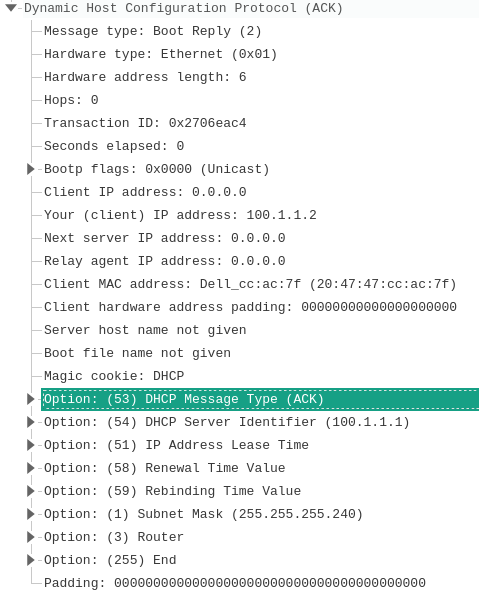 Dynamic Host Configuration Protocol (ACK)
Message type: Boot Reply (2)
Hardware type: Ethernet (0x01)
Hardware address length: 6
Hops: 0
Transaction ID: 0x2706eac4
Seconds elapsed: 0
Bootp flags: 0x0000 (Unicast)
Client IP address: 0.0.0.0
Your (client) IP address: 100.1.1.2
Next server IP address: 0.0.0.0
Relay agent IP address: 0.0.0.0
Client MAC address: Dell_cc:ac:7f (20:47:47:cc:ac:7f)
Client hardware address padding: 00000000000000000000
Server host name not given
Boot file name not given
Magic cookie: DHCP
Option: (53) DHCP Message Type (ACK)
Option: (54) DHCP Server Identifier (100.1.1.1)
Option: (51) IP Address Lease Time
Option: (58) Renewal Time Value
Option: (59) Rebinding Time Value
Option: (1) Subnet Mask (255.255.255.240)
Option: (3) Router
Option: (255) End
Padding: 0000000000000000000000000000000000000000